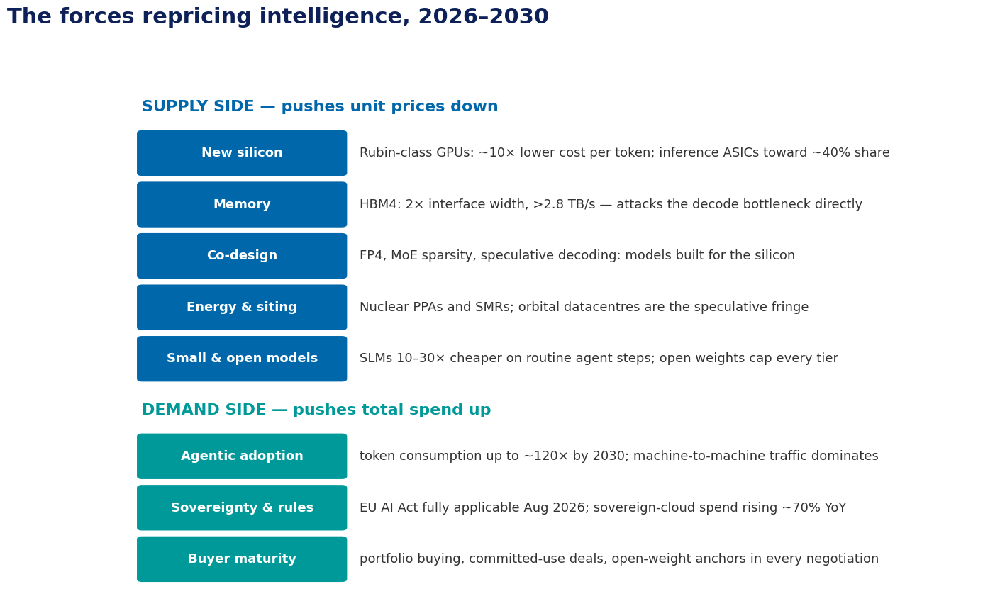 The forces repricing intelligence, 2026–2030
SUPPLY SIDE — pushes unit prices down
New silicon
Rubin-class GPUs: ~10× lower cost per token; inference ASICs toward ~40% share
Memory
HBM4: 2× interface width, >2.8 TB/s — attacks the decode bottleneck directly
Co-design
FP4, MoE sparsity, speculative decoding: models built for the silicon
Energy & siting
Nuclear PPAs and SMRs; orbital datacentres are the speculative fringe
Small & open models
SLMs 10–30× cheaper on routine agent steps; open weights cap every tier
DEMAND SIDE — pushes total spend up
Agentic adoption
token consumption up to ~120× by 2030; machine-to-machine traffic dominates
Sovereignty & rules
EU AI Act fully applicable Aug 2026; sovereign-cloud spend rising ~70% YoY
Buyer maturity
portfolio buying, committed-use deals, open-weight anchors in every negotiation